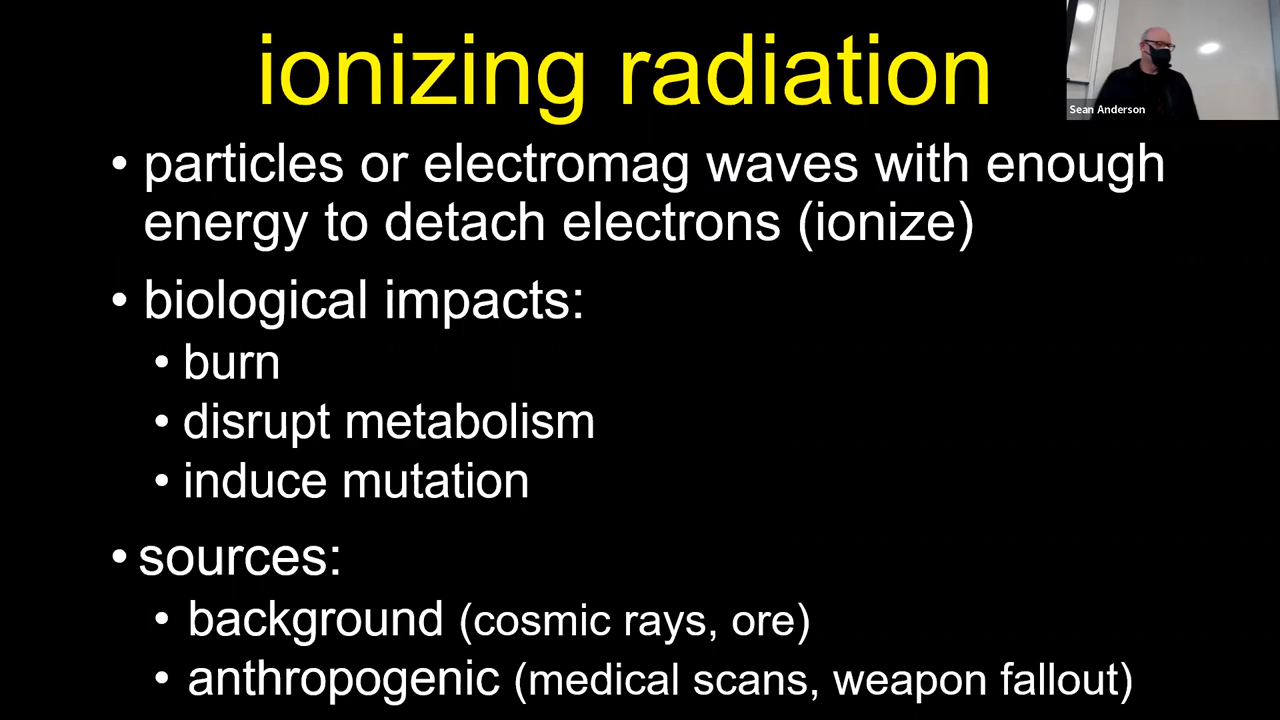 ionizing radiation
Sean Anderson
• particles or electromag waves with enough
energy to detach electrons (ionize)
• biological impacts:
• burn
• disrupt metabolism
• induce mutation
• sources:
• background (cosmic rays, ore)
• anthropogenic (medical scans, weapon fallout)